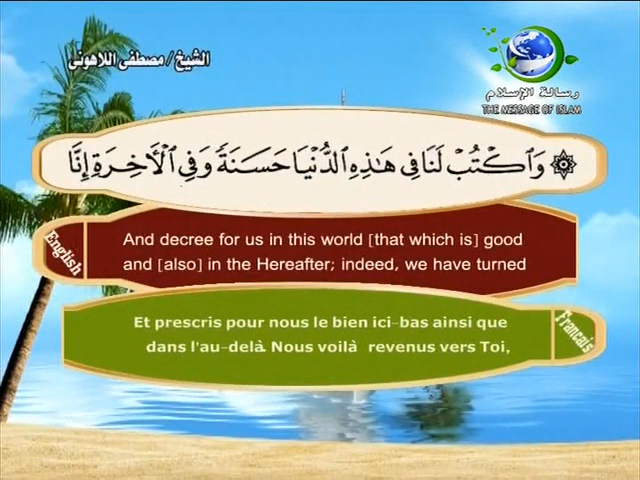 الشيخ / مصطفى اللاهوني
رسالة الإسلام
THE MESSAGE OF ISLAM
۞ وَٱكْتُبْ لَنَا فِي هَٰذِهِ ٱلدُّنْيَا حَسَنَةً وَفِي ٱلْأٓخِرَةِ إِنَّا
English
And decree for us in this world [that which is] good
and [also] in the Hereafter; indeed, we have turned
Francais
Et prescris pour nous le bien ici-bas ainsi que
dans l'au-delà. Nous voilà revenus vers Toi,